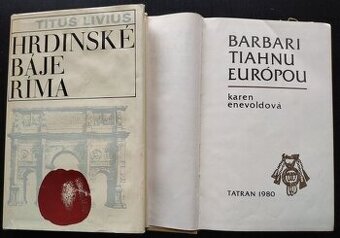 TITUS LIVIUS
HRDINSKÉ
BÁJE
RÍMA
BARBARI
TIAHNU
EURÓPOU
karen
enevoldová
TATRAN 1980